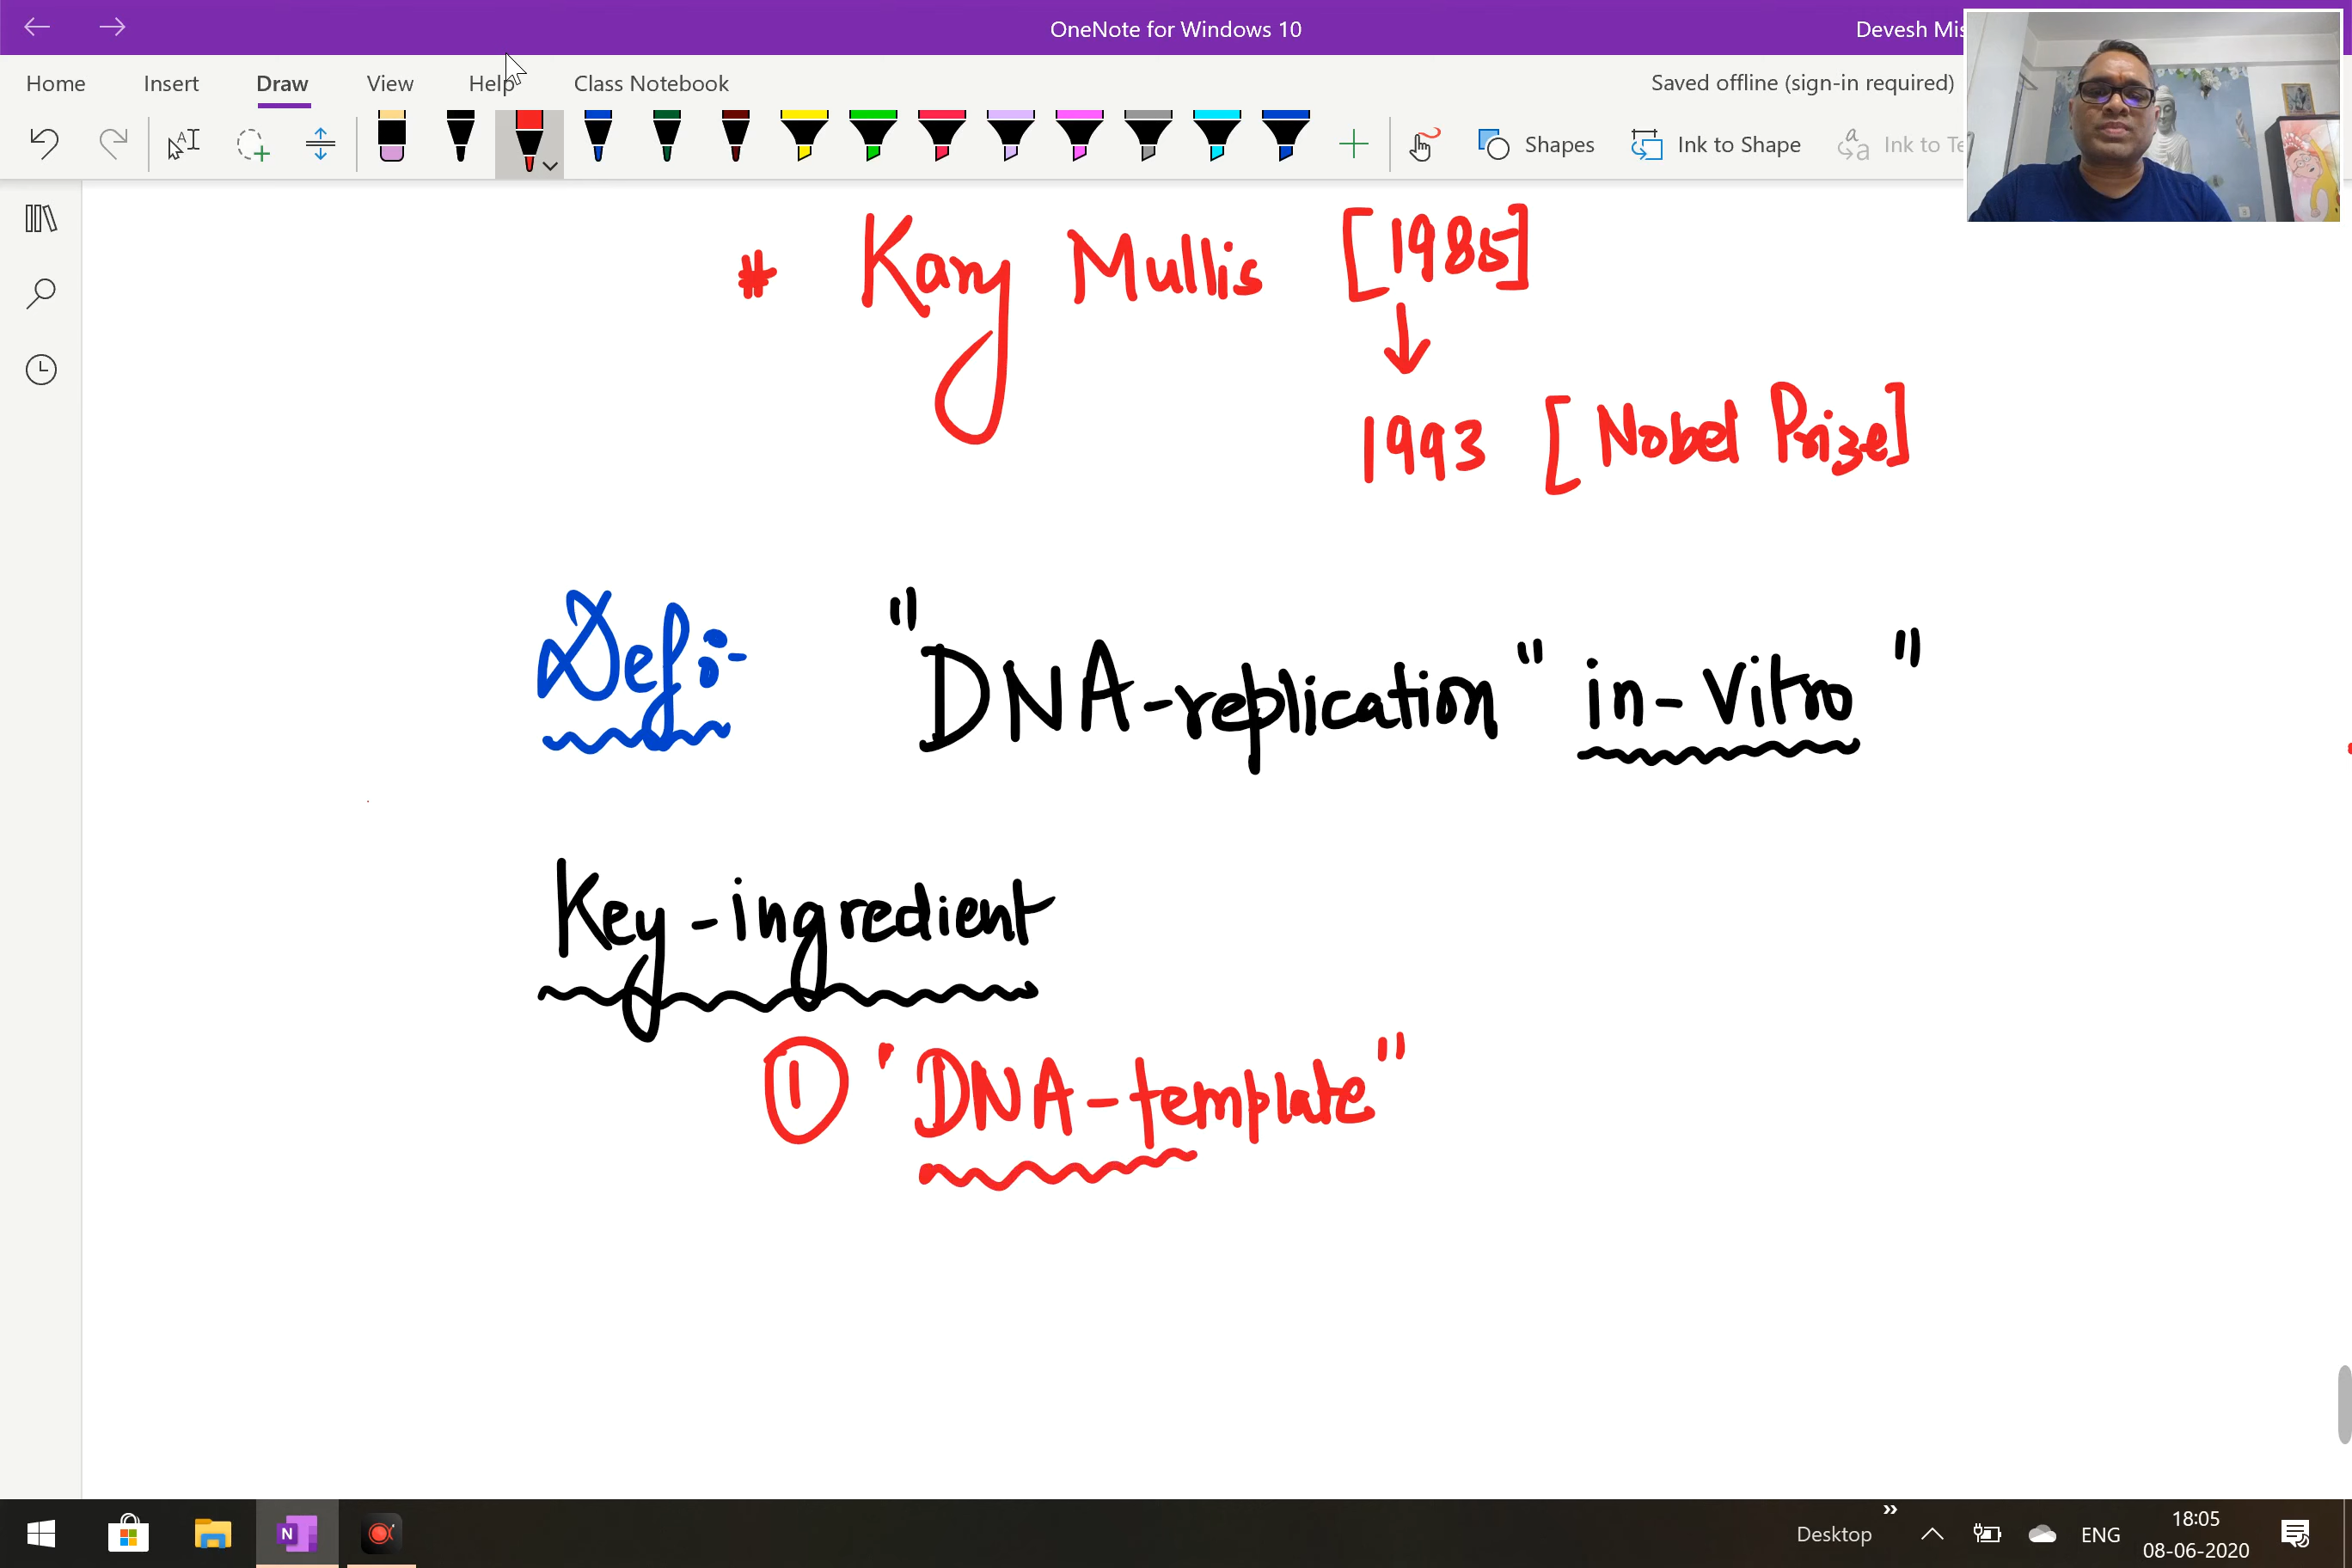 OneNote for Windows 10
Devesh Mis
Home Insert Draw View Help Class Notebook
Saved offline (sign-in required)
Shapes Ink to Shape Ink to Te
# Kary Mullis [1985]
↓
1993 [Nobel Prize]
Def:- "DNA-replication" in-vitro"
Key-ingredient
① "DNA-template"
Desktop
ENG
18:05
08-06-2020